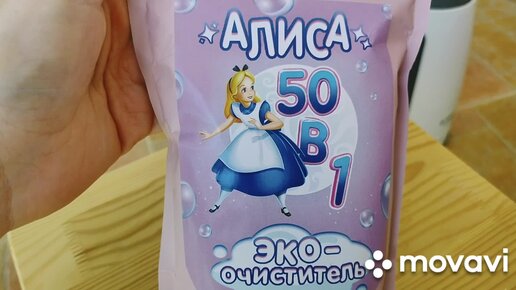 АЛИСА
50
В
1
ЭКО-
ОЧИСТИТЕЛЬ
movavi